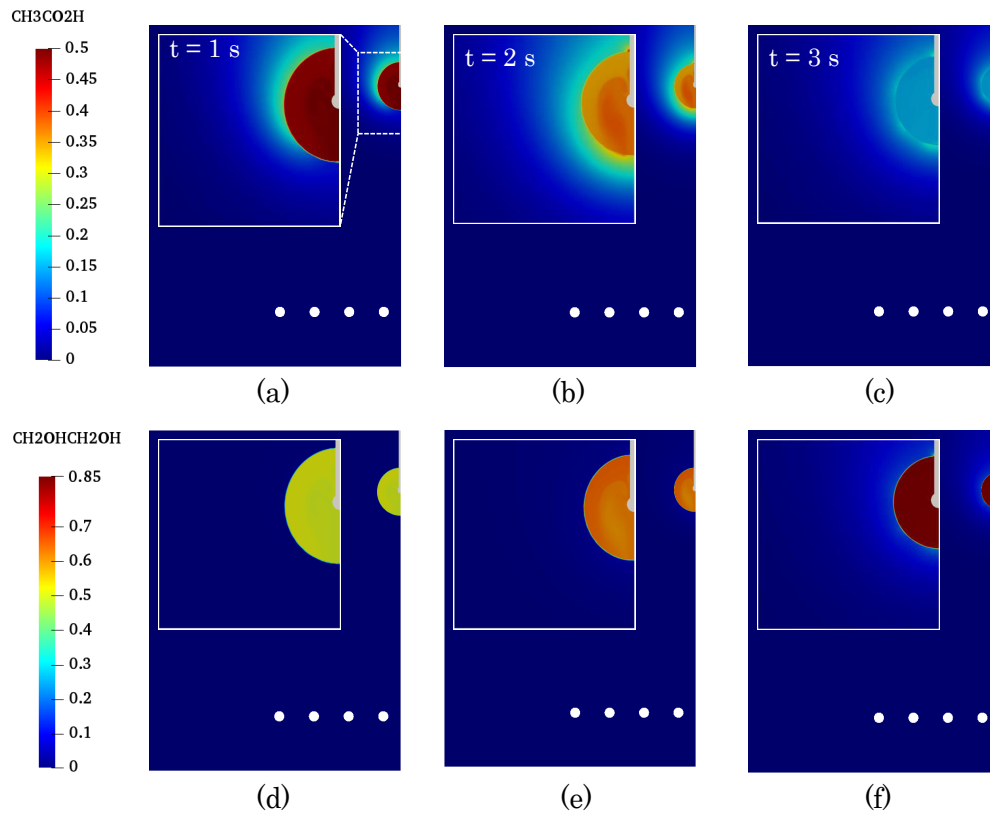 CH3CO2H
0.5
0.45
0.4
0.35
0.3
0.25
0.2
0.15
0.1
0.05
0
t = 1 s
t = 2 s
t = 3 s
(a)
(b)
(c)
CH2OHCH2OH
0.85
0.7
0.6
0.5
0.4
0.3
0.2
0.1
0
(d)
(e)
(f)